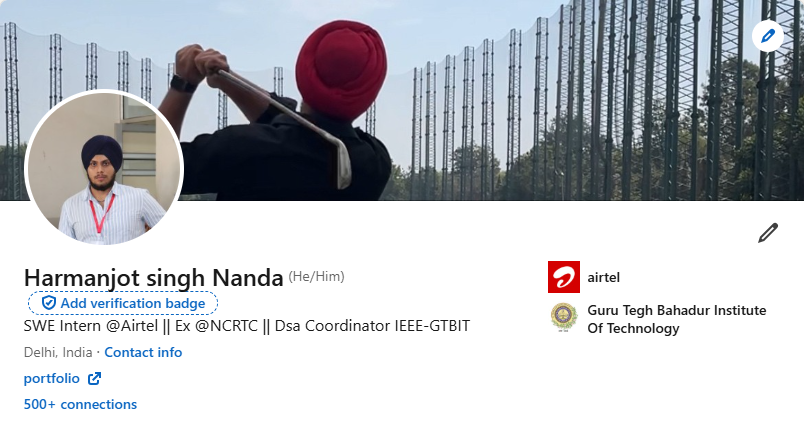 Harmanjot singh Nanda (He/Him)
Add verification badge
SWE Intern @Airtel || Ex @NCRTC || Dsa Coordinator IEEE-GTBIT
Delhi, India · Contact info
portfolio
500+ connections
airtel
Guru Tegh Bahadur Institute
Of Technology